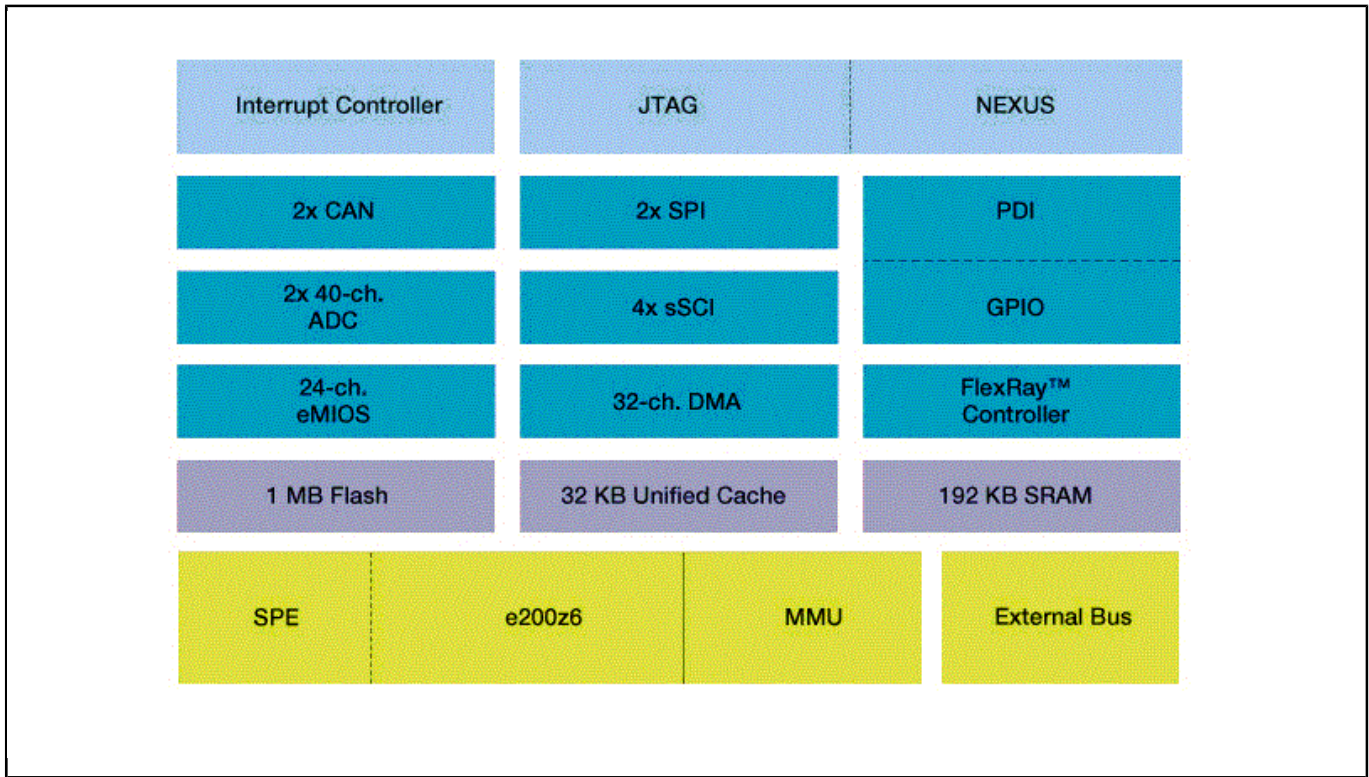 Interrupt Controller
JTAG
NEXUS
2x CAN
2x SPI
PDI
2x 40-ch.
ADC
4x sSCI
GPIO
24-ch.
eMIOS
32-ch. DMA
FlexRay™
Controller
1 MB Flash
32 KB Unified Cache
192 KB SRAM
SPE
e200z6
MMU
External Bus